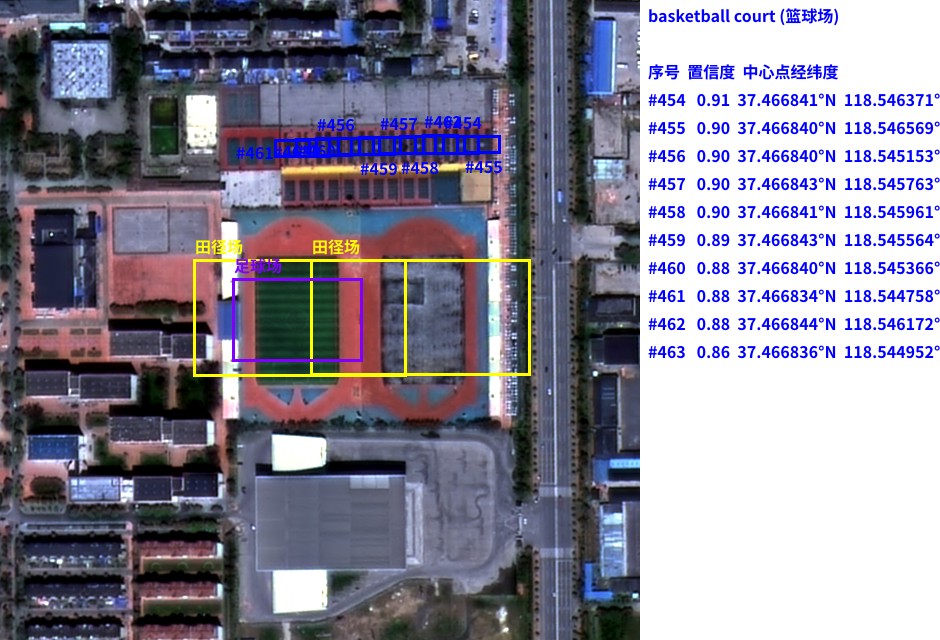 basketball court (篮球场)
序号 置信度 中心点经纬度
#454 0.91 37.466841°N 118.546371°
#455 0.90 37.466840°N 118.546569°
#456 0.90 37.466840°N 118.545153°
#457 0.90 37.466843°N 118.545763°
#458 0.90 37.466841°N 118.545961°
#459 0.89 37.466843°N 118.545564°
#460 0.88 37.466840°N 118.545366°
#461 0.88 37.466834°N 118.544758°
#462 0.88 37.466844°N 118.546172°
#463 0.86 37.466836°N 118.544952°
#456 #457 #454
#461
#459 #458 #455
田径场 田径场
足球场